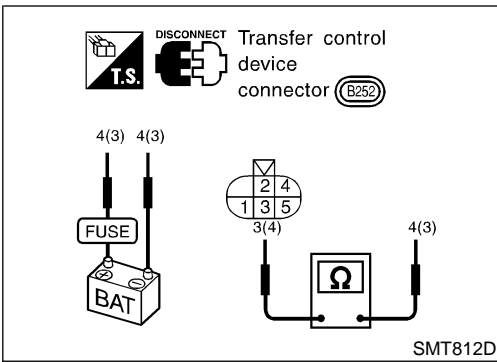 T.S.
DISCONNECT
Transfer control
device
connector B252
4(3) 4(3)
FUSE
BAT
2 4
1 3 5
3(4)
4(3)
Ω
SMT812D